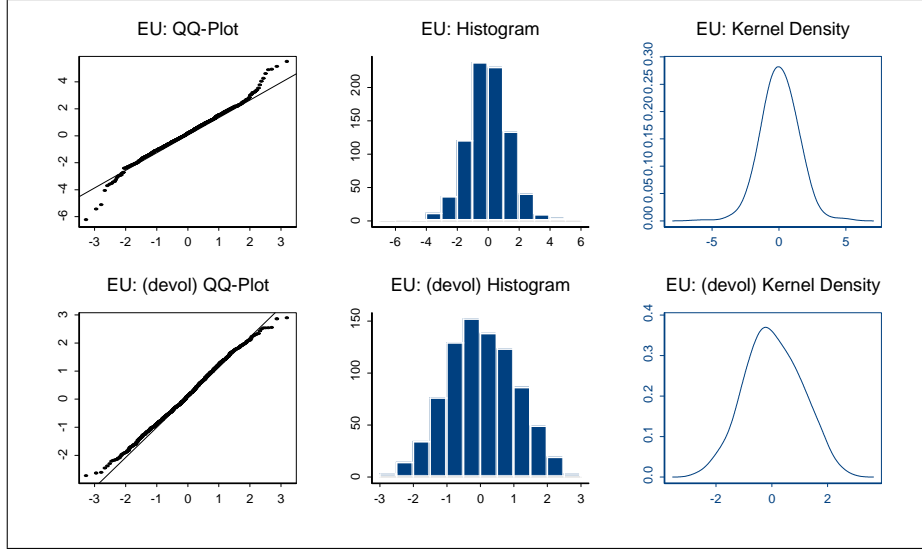 EU: QQ-Plot
-6 -4 -2 0 2 4
-3 -2 -1 0 1 2 3
EU: Histogram
0 50 100 200
-6 -4 -2 0 2 4 6
EU: Kernel Density
0.00 0.05 0.10 0.15 0.20 0.25 0.30
-5 0 5
EU: (devol) QQ-Plot
-2 -1 0 1 2 3
-3 -2 -1 0 1 2 3
EU: (devol) Histogram
0 50 100 150
-3 -2 -1 0 1 2 3
EU: (devol) Kernel Density
0.0 0.1 0.2 0.3 0.4
-2 0 2